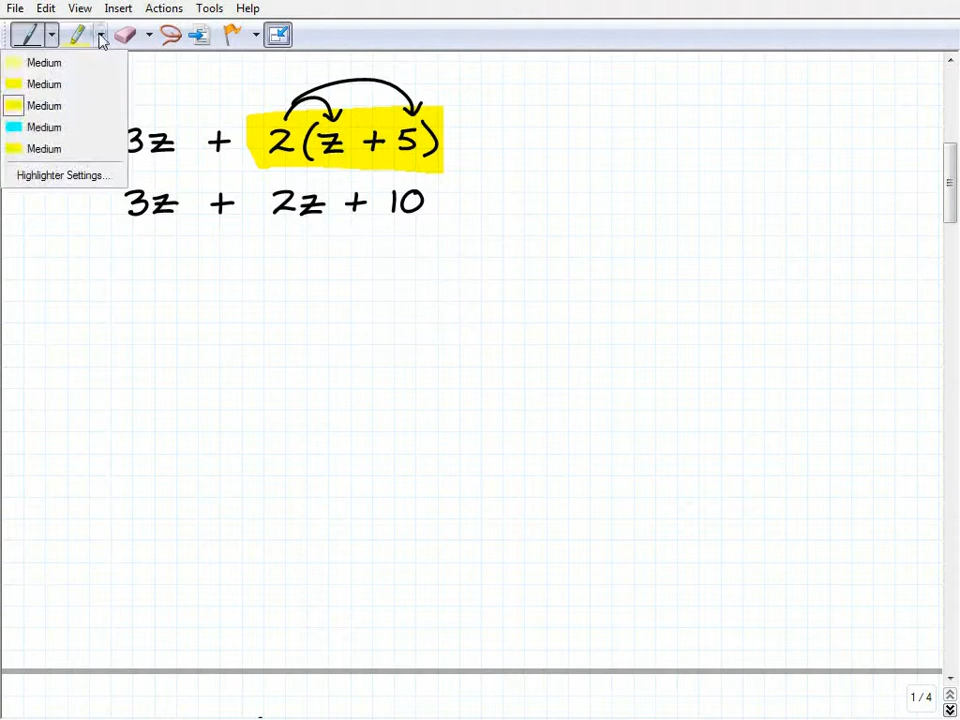 File Edit View Insert Actions Tools Help
Medium
Medium
Medium
Medium
Medium
Highlighter Settings...
3z + 2(z + 5)
3z + 2z + 10
1 / 4